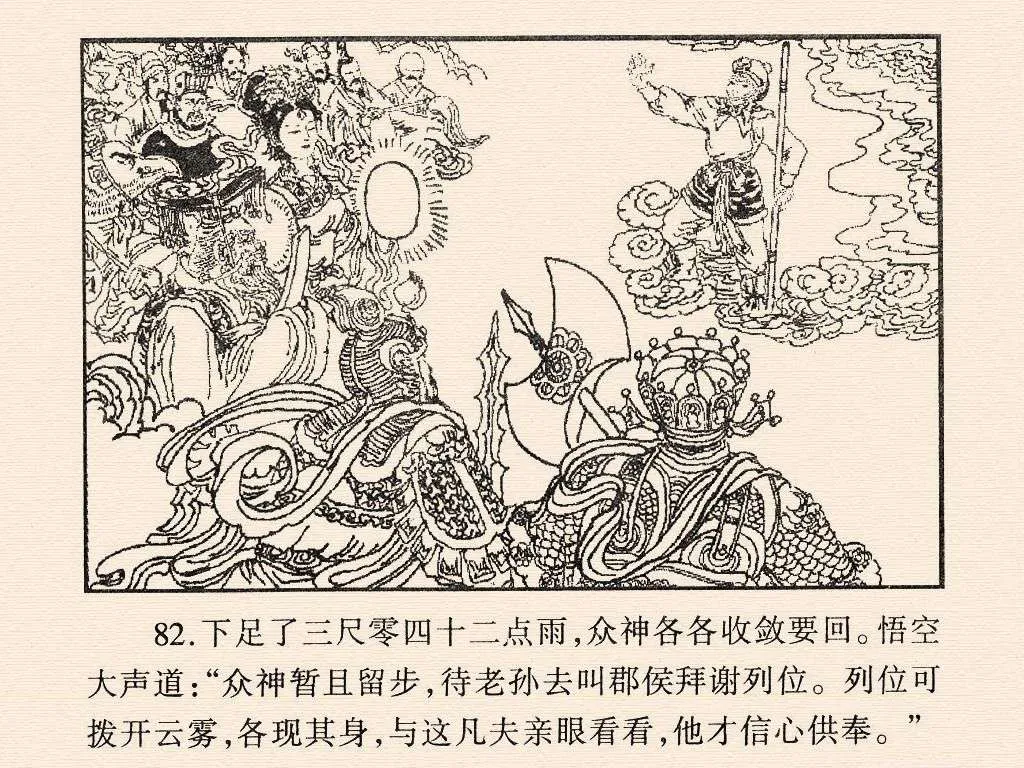 82.下足了三尺零四十二点雨,众神各各收敛要回。悟空
大声道:“众神暂且留步,待老孙去叫郡侯拜谢列位。列位可
拨开云雾,各现其身,与这凡夫亲眼看看,他才信心供奉。”